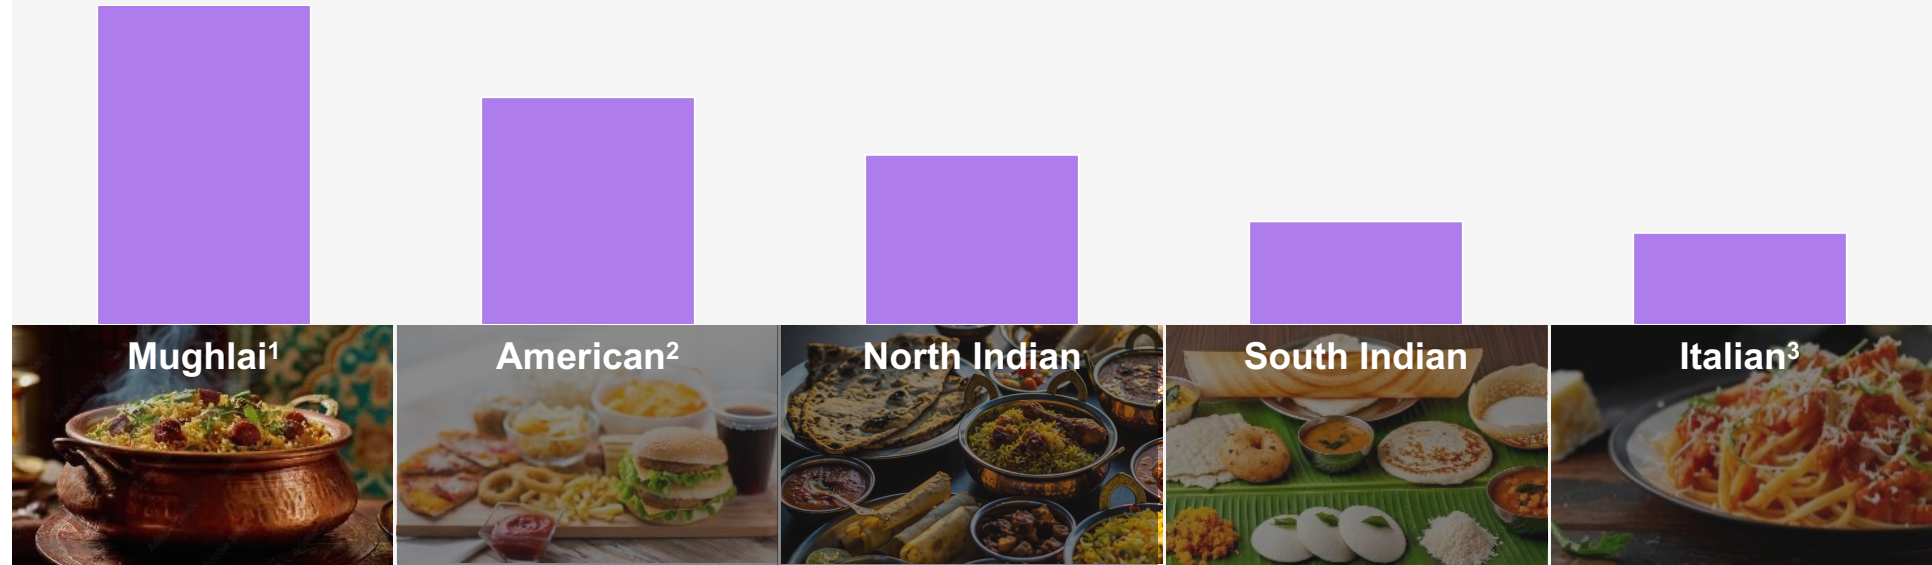 Mughlai¹
American²
North Indian
South Indian
Italian³